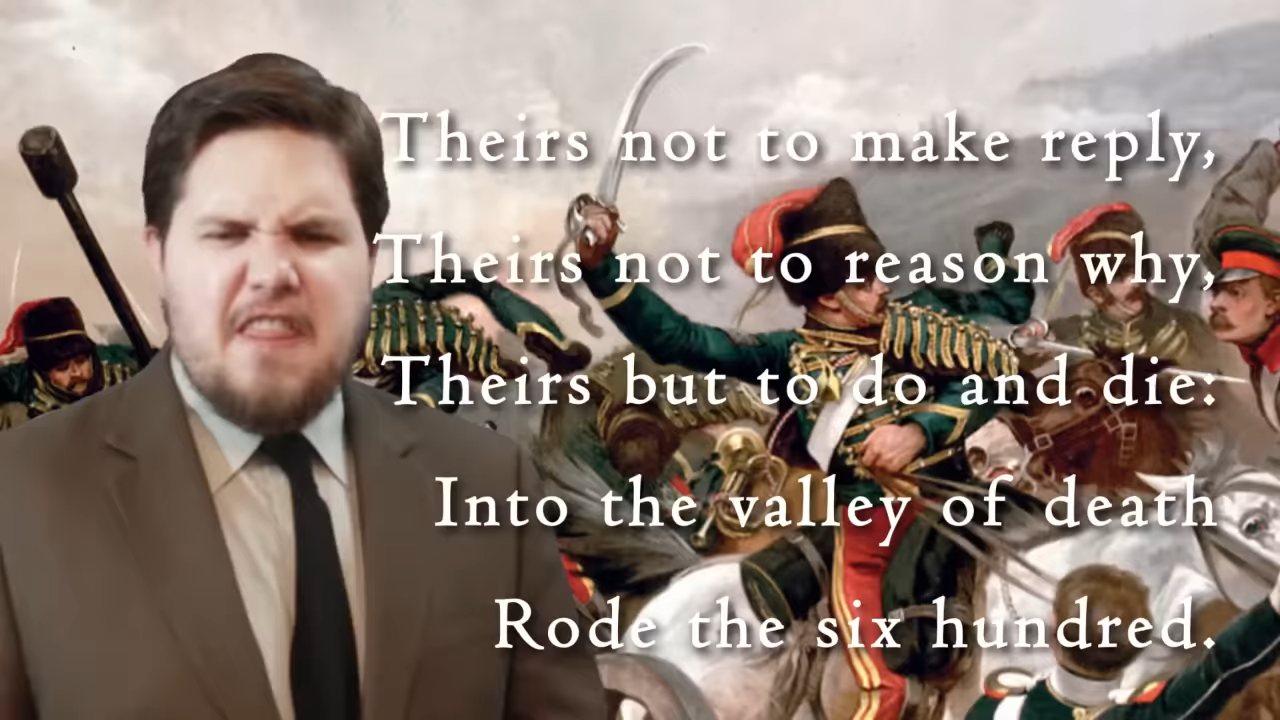 Theirs not to make reply,
Theirs not to reason why,
Theirs but to do and die:
Into the valley of death
Rode the six hundred.